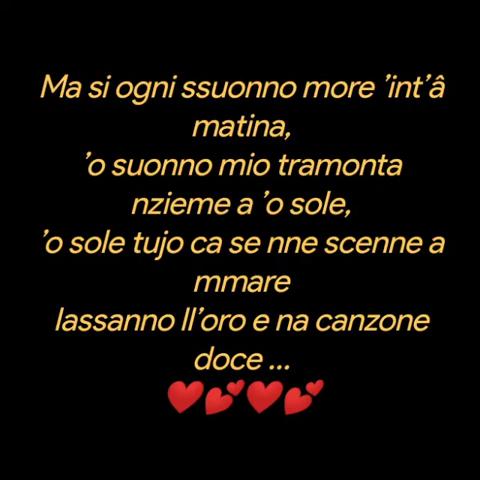 Ma si ogni ssuonno more ’int’â
matina,
’o suonno mio tramonta
nzieme a ’o sole,
’o sole tujo ca se nne scenne a
mmare
lassanno ll’oro e na canzone
doce ...
❤️💕❤️💕